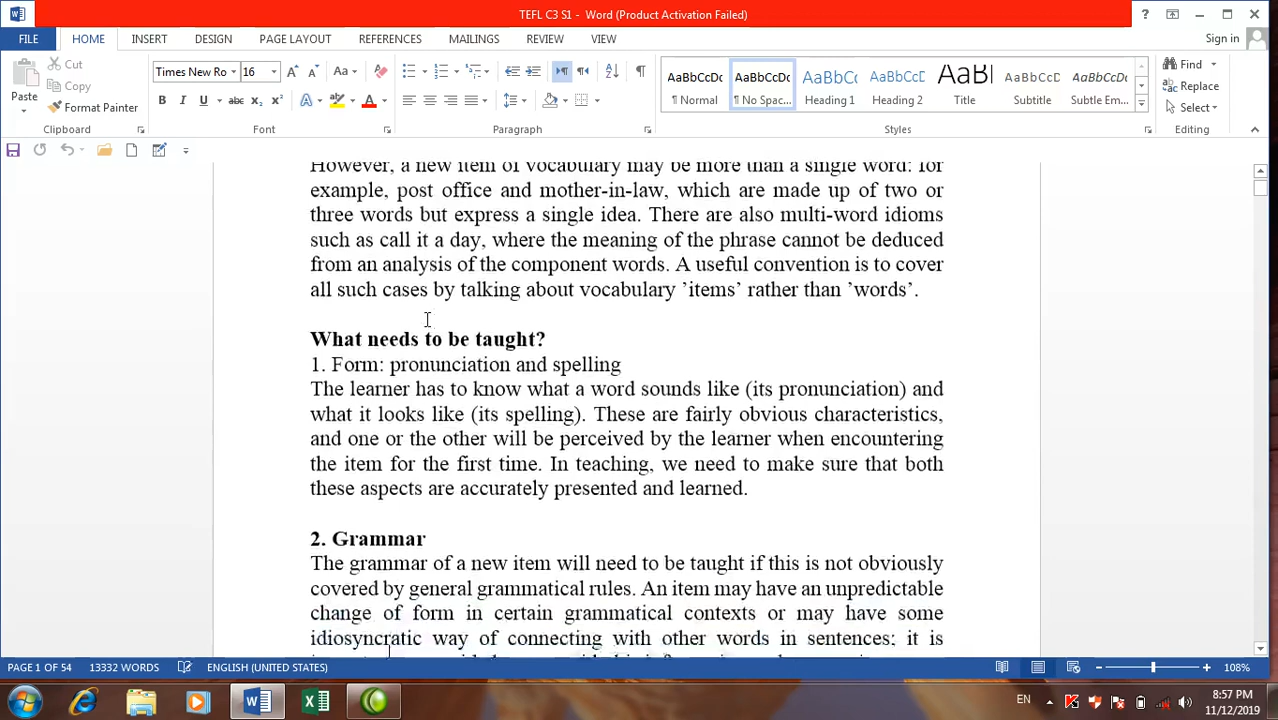 TEFL C3 S1 - Word (Product Activation Failed)
?
FILE HOME INSERT DESIGN PAGE LAYOUT REFERENCES MAILINGS REVIEW VIEW Sign in
Paste
Cut
Copy
Format Painter
Clipboard
Times New Ro 16 Aa
B I U abc x₂ x² A A
Font
Paragraph
AaBbCcDc AaBbCcDc AaBbCc AaBbCcD AaBl AaBbCcD AaBbCcDc
¶ Normal ¶ No Spac... Heading 1 Heading 2 Title Subtitle Subtle Em...
Styles
Find
Replace
Select
Editing
However, a new item of vocabulary may be more than a single word: for
example, post office and mother-in-law, which are made up of two or
three words but express a single idea. There are also multi-word idioms
such as call it a day, where the meaning of the phrase cannot be deduced
from an analysis of the component words. A useful convention is to cover
all such cases by talking about vocabulary ’items’ rather than ’words’.
What needs to be taught?
1. Form: pronunciation and spelling
The learner has to know what a word sounds like (its pronunciation) and
what it looks like (its spelling). These are fairly obvious characteristics,
and one or the other will be perceived by the learner when encountering
the item for the first time. In teaching, we need to make sure that both
these aspects are accurately presented and learned.
2. Grammar
The grammar of a new item will need to be taught if this is not obviously
covered by general grammatical rules. An item may have an unpredictable
change of form in certain grammatical contexts or may have some
idiosyncratic way of connecting with other words in sentences; it is
PAGE 1 OF 54 13332 WORDS ENGLISH (UNITED STATES) 108%
EN 8:57 PM
11/12/2019